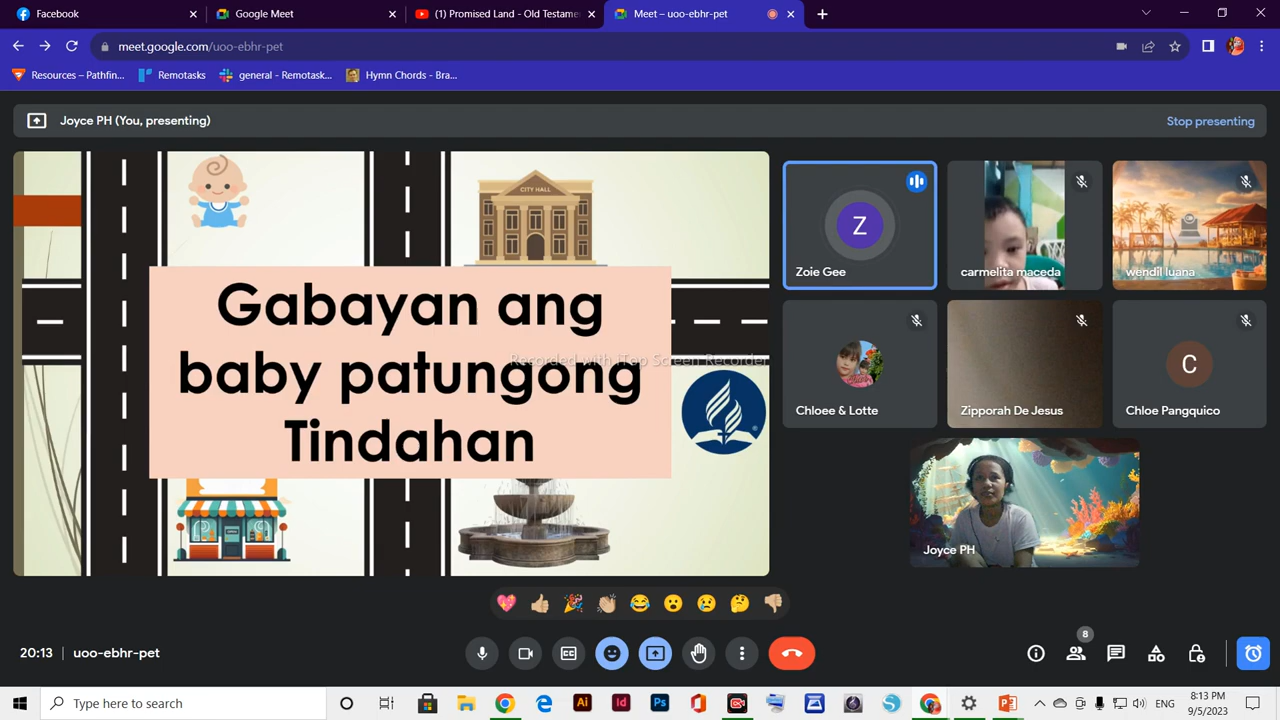 Facebook
Google Meet
(1) Promised Land - Old Testame
Meet – uoo-ebhr-pet
meet.google.com/uoo-ebhr-pet
Resources – Pathfin...
Remotasks
general - Remotask...
Hymn Chords - Bra...
Joyce PH (You, presenting)
Stop presenting
CITY HALL
Gabayan ang
baby patungong
Tindahan
Recorded with iTop Screen Recorder
Z
Zoie Gee
carmelita maceda
wendil luana
Chloee & Lotte
Zipporah De Jesus
C
Chloe Pangquico
Joyce PH
20:13
uoo-ebhr-pet
8
Type here to search
Ai
Id
Ps
ENG
8:13 PM
9/5/2023